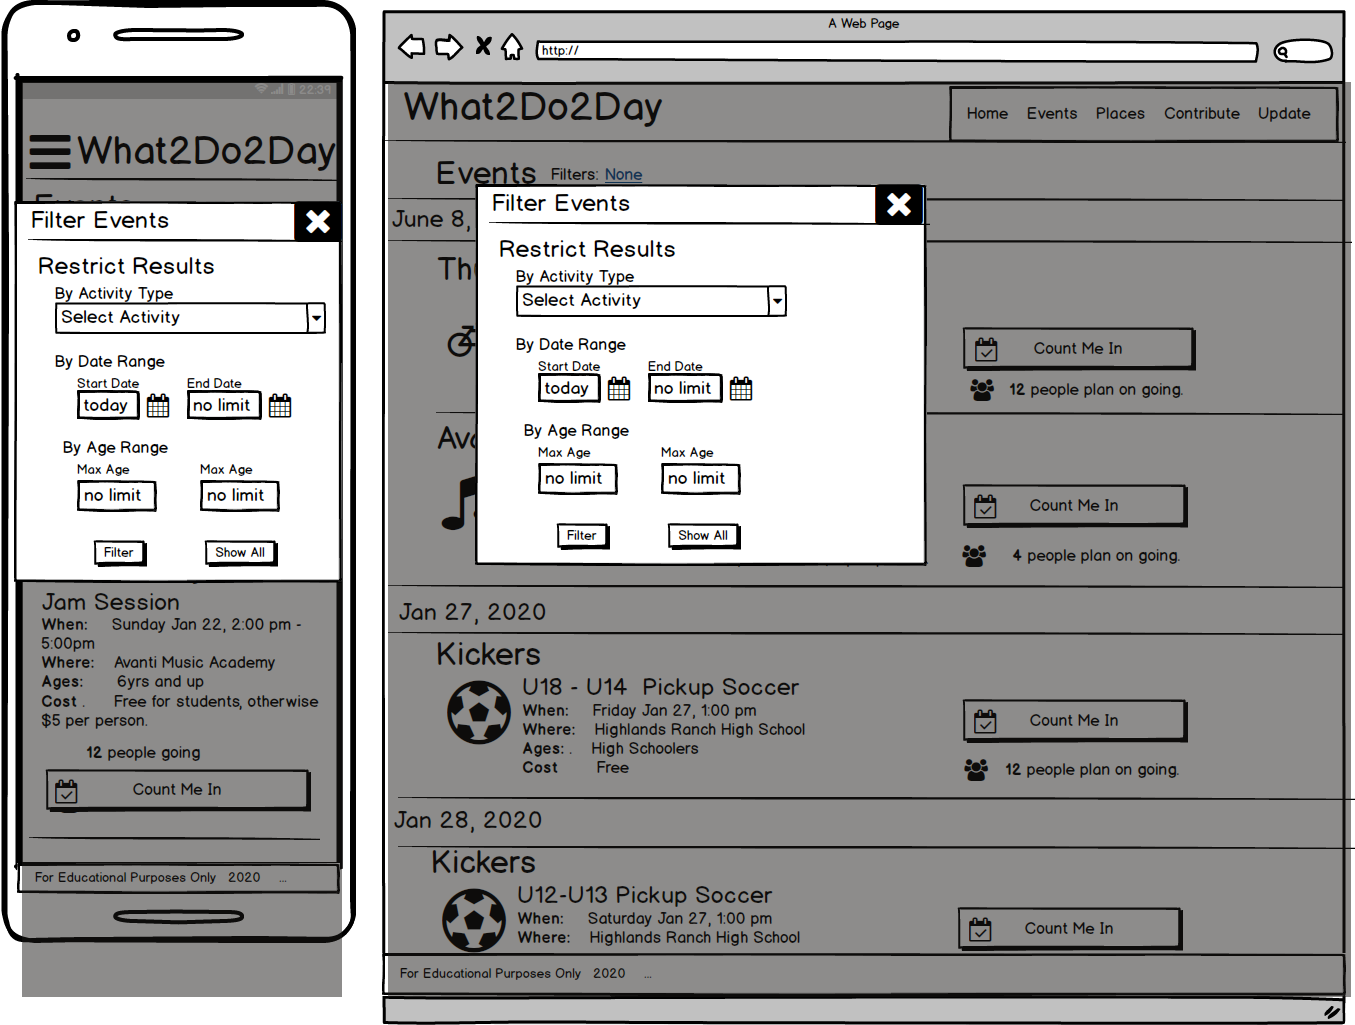 22:39
What2Do2Day
Filter Events
Restrict Results
By Activity Type
Select Activity
By Date Range
Start Date End Date
today no limit
By Age Range
Max Age Max Age
no limit no limit
Filter Show All
Jam Session
When: Sunday Jan 22, 2:00 pm -
5:00pm
Where: Avanti Music Academy
Ages: 6yrs and up
Cost . Free for students, otherwise
$5 per person.
12 people going
Count Me In
For Educational Purposes Only 2020 ...
A Web Page
http://
What2Do2Day
Home Events Places Contribute Update
Events Filters: None
June 8,
Filter Events
Restrict Results
By Activity Type
Select Activity
By Date Range
Start Date End Date
today no limit
By Age Range
Max Age Max Age
no limit no limit
Filter Show All
Count Me In
12 people plan on going.
Count Me In
4 people plan on going.
Jan 27, 2020
Kickers
U18 - U14 Pickup Soccer
When: Friday Jan 27, 1:00 pm
Where: Highlands Ranch High School
Ages: . High Schoolers
Cost Free
Count Me In
12 people plan on going.
Jan 28, 2020
Kickers
U12-U13 Pickup Soccer
When: Saturday Jan 27, 1:00 pm
Where: Highlands Ranch High School
Count Me In
For Educational Purposes Only 2020 ...